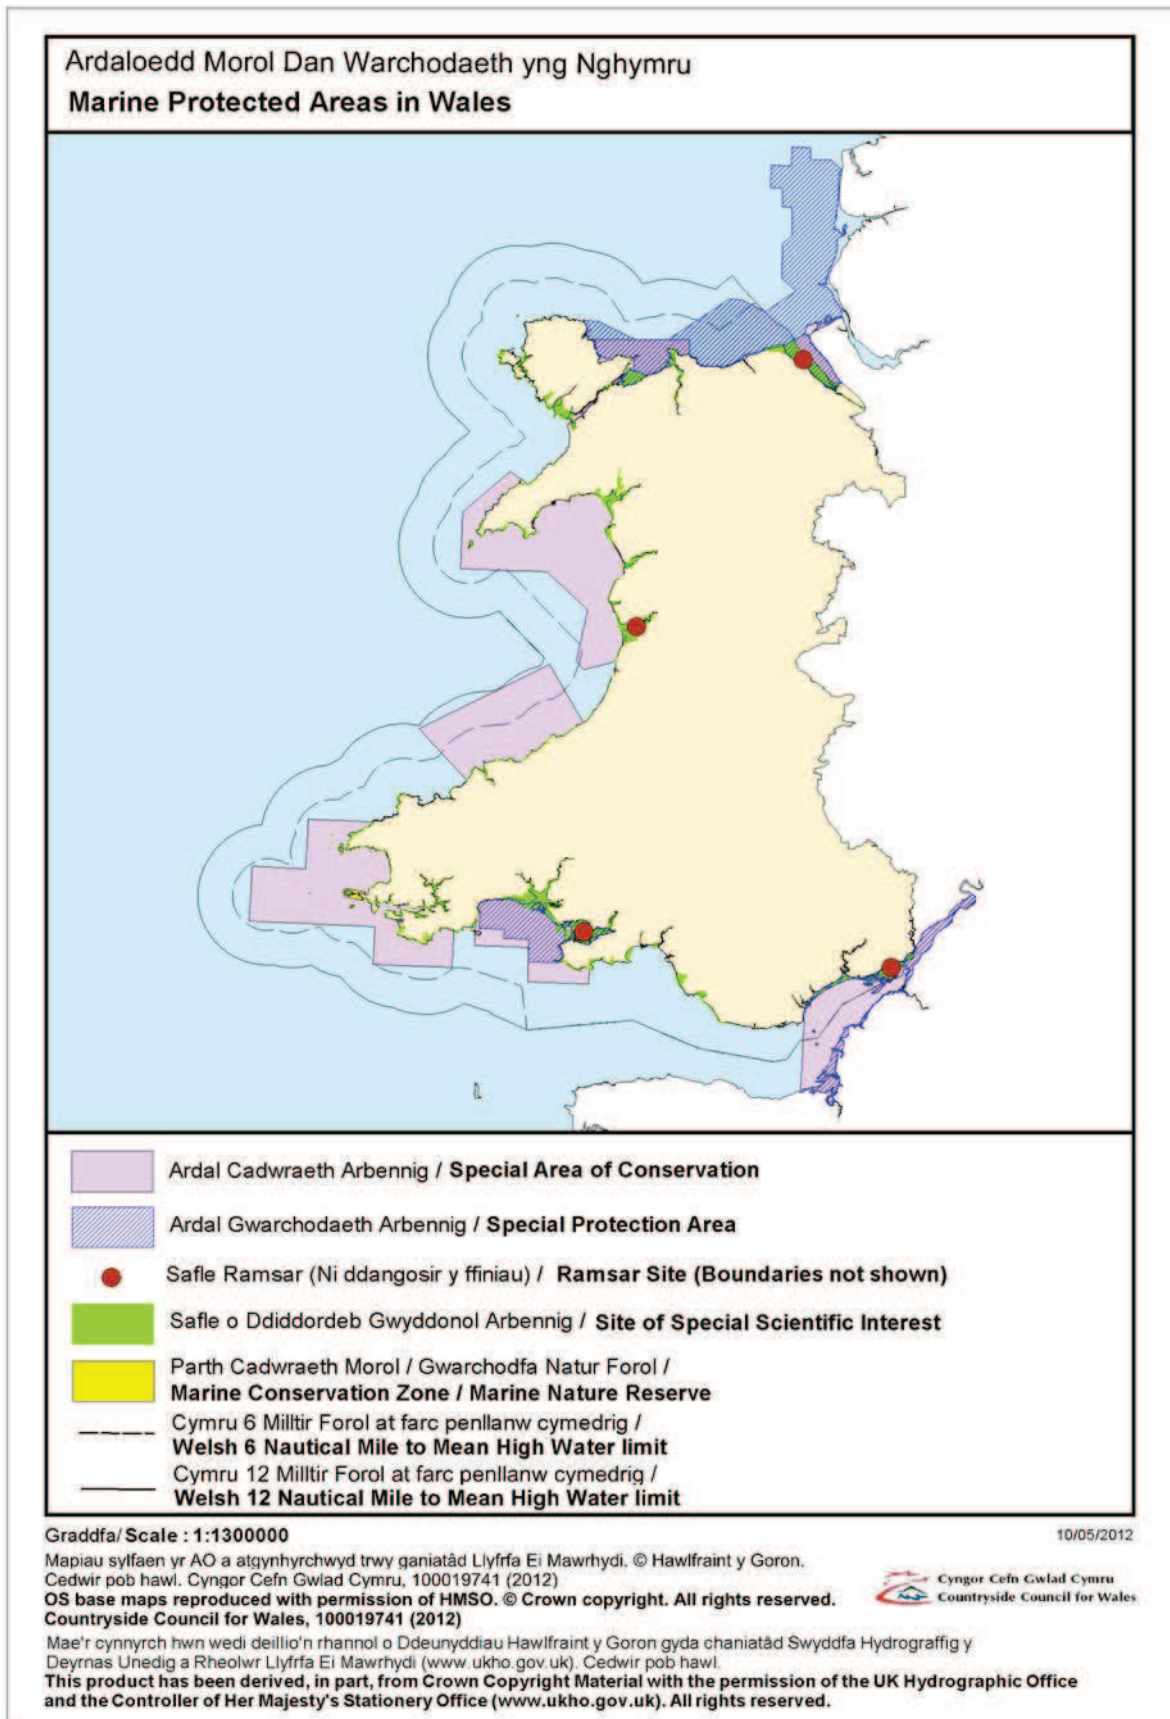 Ardaloedd Morol Dan Warchodaeth yng Nghymru
Marine Protected Areas in Wales
Ardal Cadwraeth Arbennig / Special Area of Conservation
Ardal Gwarchodaeth Arbennig / Special Protection Area
Safle Ramsar (Ni ddangosir y ffiniau) / Ramsar Site (Boundaries not shown)
Safle o Ddiddordeb Gwyddonol Arbennig / Site of Special Scientific Interest
Parth Cadwraeth Morol / Gwarchodfa Natur Forol /
Marine Conservation Zone / Marine Nature Reserve
Cymru 6 Milltir Forol at farc penllanw cymedrig /
Welsh 6 Nautical Mile to Mean High Water limit
Cymru 12 Milltir Forol at farc penllanw cymedrig /
Welsh 12 Nautical Mile to Mean High Water limit
Graddfa/Scale : 1:1300000
10/05/2012
Mapiau sylfaen yr AO a atgynhyrchwyd trwy ganiatâd Llyfrfa Ei Mawrhydi. © Hawlfraint y Goron.
Cedwir pob hawl. Cyngor Cefn Gwlad Cymru, 100019741 (2012)
OS base maps reproduced with permission of HMSO. © Crown copyright. All rights reserved.
Countryside Council for Wales, 100019741 (2012)
Cyngor Cefn Gwlad Cymru
Countryside Council for Wales
Mae'r cynnyrch hwn wedi deillio'n rhannol o Ddeunyddiau Hawlfraint y Goron gyda chaniatâd Swyddfa Hydrograffig y
Deyrnas Unedig a Rheolwr Llyfrfa Ei Mawrhydi (www.ukho.gov.uk). Cedwir pob hawl.
This product has been derived, in part, from Crown Copyright Material with the permission of the UK Hydrographic Office
and the Controller of Her Majesty's Stationery Office (www.ukho.gov.uk). All rights reserved.